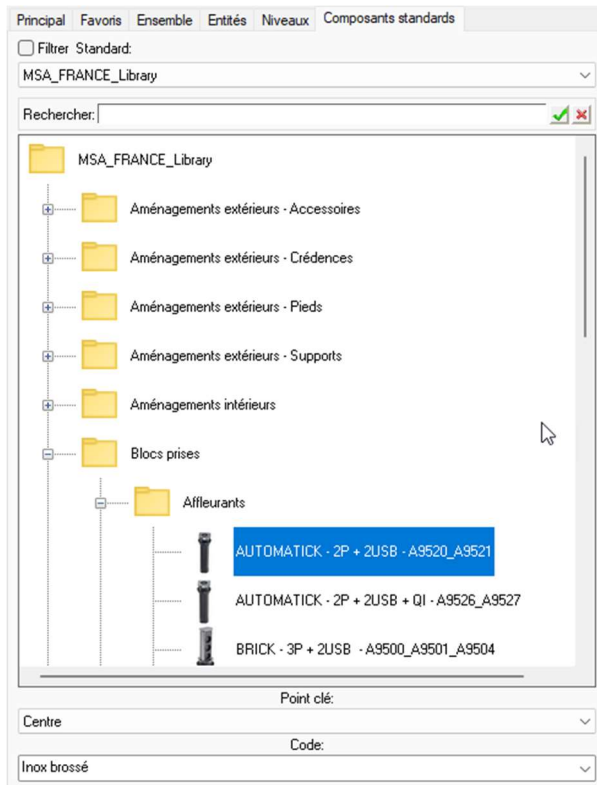 Principal Favoris Ensemble Entités Niveaux Composants standards
Filtrer Standard:
MSA_FRANCE_Library
Rechercher:
MSA_FRANCE_Library
Aménagements extérieurs - Accessoires
Aménagements extérieurs - Crédences
Aménagements extérieurs - Pieds
Aménagements extérieurs - Supports
Aménagements intérieurs
Blocs prises
Affleurants
AUTOMATICK - 2P + 2USB - A9520_A9521
AUTOMATICK - 2P + 2USB + QI - A9526_A9527
BRICK - 3P + 2USB - A9500_A9501_A9504
Point clé:
Centre
Code:
Inox brossé